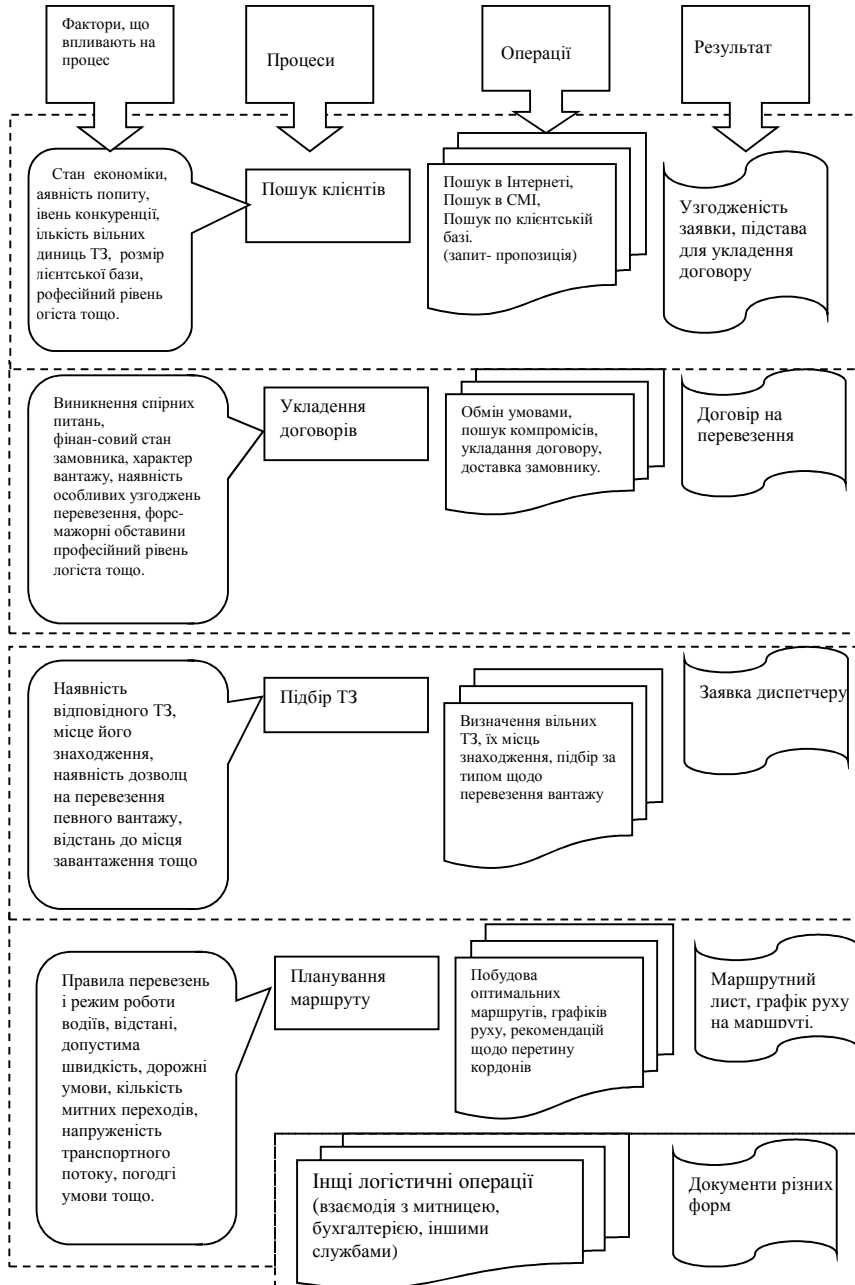 Фактори, що
впливають на
процес
Процеси
Операції
Результат
Стан економіки,
аявність попиту,
івень конкуренції,
ількість вільних
диниць ТЗ, розмір
лієнтської бази,
рофесійний рівень
огіста тощо.
Пошук клієнтів
Пошук в Інтернеті,
Пошук в СМІ,
Пошук по клієнтській
базі.
(запит- пропозиція)
Узгодженість
заявки, підстава
для укладення
договору
Виникнення спірних
питань,
фінан-совий стан
замовника, характер
вантажу, наявність
особливих узгоджень
перевезення, форс-
мажорні обставини
професійний рівень
логіста тощо.
Укладення
договорів
Обмін умовами,
пошук компромісів,
укладання договору,
доставка замовнику.
Договір на
перевезення
Наявність
відповідного ТЗ,
місце його
знаходження,
наявність дозволц
на перевезення
певного вантажу,
відстань до місця
завантаження тощо
Підбір ТЗ
Визначення вільних
ТЗ, їх місць
знаходження, підбір за
типом щодо
перевезення вантажу
Заявка диспетчеру
Правила перевезень
і режим роботи
водіїв, відстані,
допустима
швидкість, дорожні
умови, кількість
митних переходів,
напруженість
транспортного
потоку, погодгі
умови тощо.
Планування
маршруту
Побудова
оптимальних
маршрутів, графіків
руху, рекомендацій
щодо перетину
кордонів
Маршрутний
лист, графік руху
на маршруті.
Інщі логістичні операції
(взаємодія з митницею,
бухгалтерією, іншими
службами)
Документи різних
форм